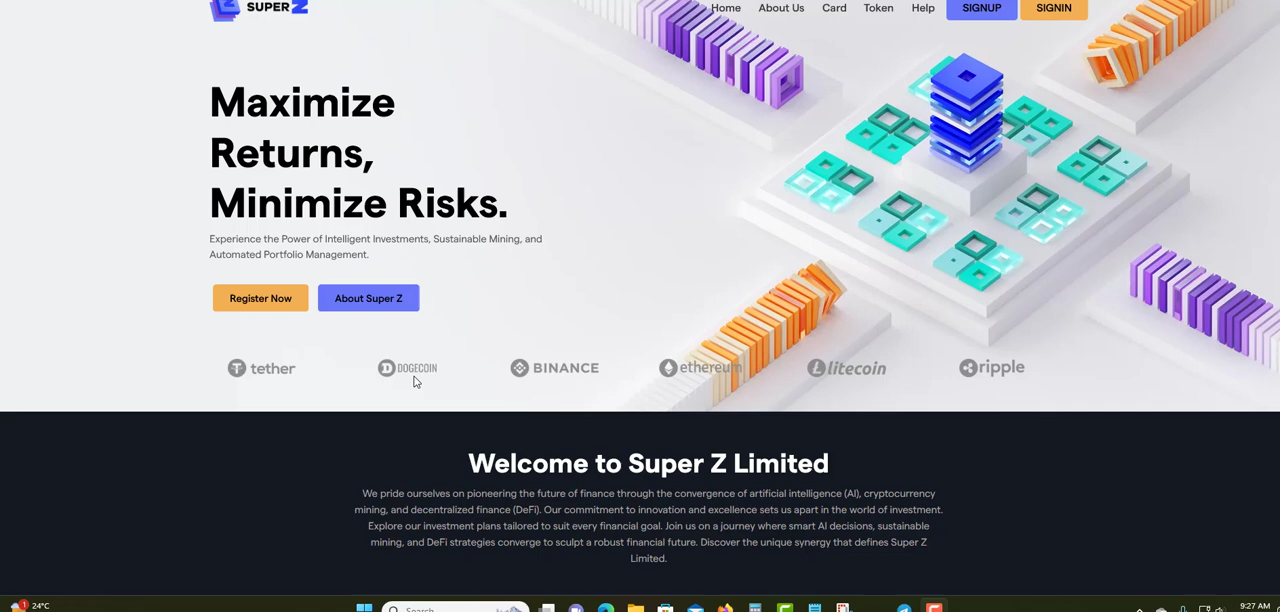 SUPER Z
Home About Us Card Token Help SIGNUP SIGNIN
Maximize
Returns,
Minimize Risks.
Experience the Power of Intelligent Investments, Sustainable Mining, and
Automated Portfolio Management.
Register Now About Super Z
tether DOGECOIN BINANCE ethereum litecoin ripple
Welcome to Super Z Limited
We pride ourselves on pioneering the future of finance through the convergence of artificial intelligence (AI), cryptocurrency
mining, and decentralized finance (DeFi). Our commitment to innovation and excellence sets us apart in the world of investment.
Explore our investment plans tailored to suit every financial goal. Join us on a journey where smart AI decisions, sustainable
mining, and DeFi strategies converge to sculpt a robust financial future. Discover the unique synergy that defines Super Z
Limited.
1 24°C Search 9:27 AM